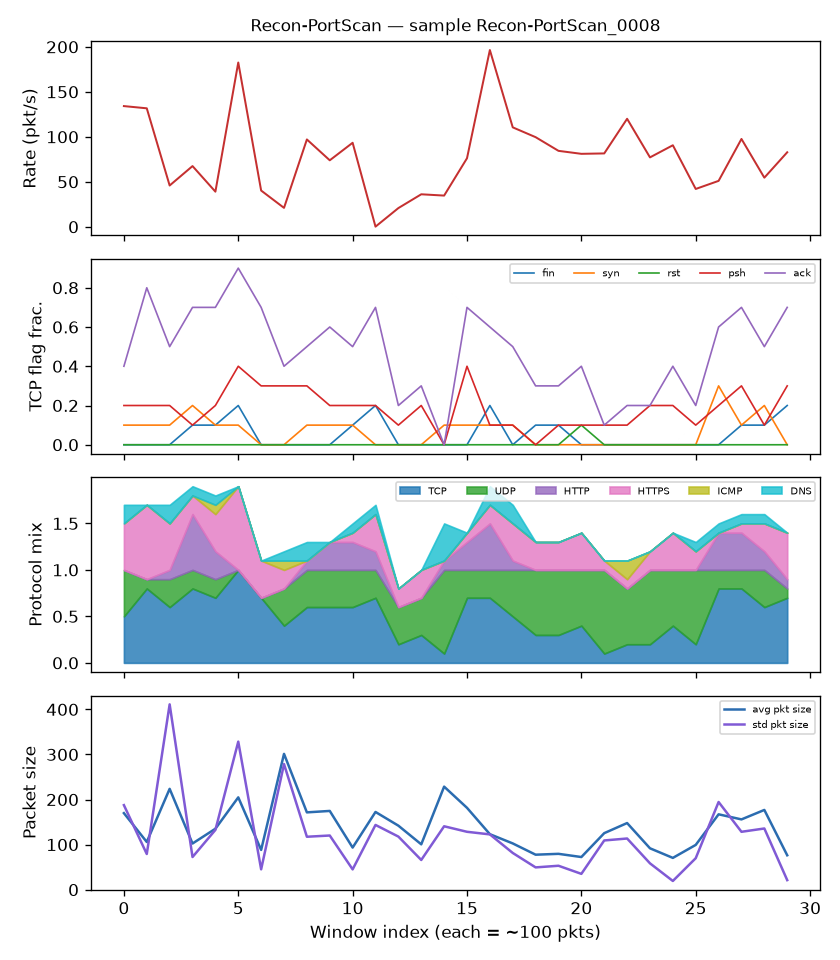 Recon-PortScan — sample Recon-PortScan_0008
Rate (pkt/s)
200
150
100
50
0
TCP flag frac.
0.8
0.6
0.4
0.2
0.0
fin syn rst psh ack
Protocol mix
1.5
1.0
0.5
0.0
TCP UDP HTTP HTTPS ICMP DNS
Packet size
400
300
200
100
0
avg pkt size
std pkt size
0 5 10 15 20 25 30
Window index (each = ~100 pkts)